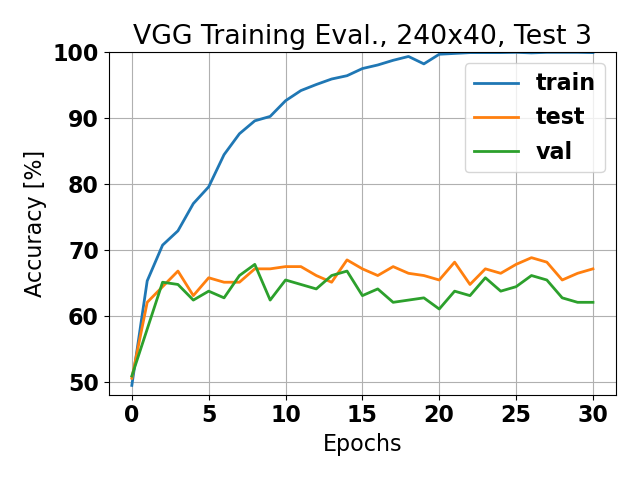 VGG Training Eval., 240x40, Test 3
100
90
80
70
60
50
Accuracy [%]
train
test
val
0 5 10 15 20 25 30
Epochs